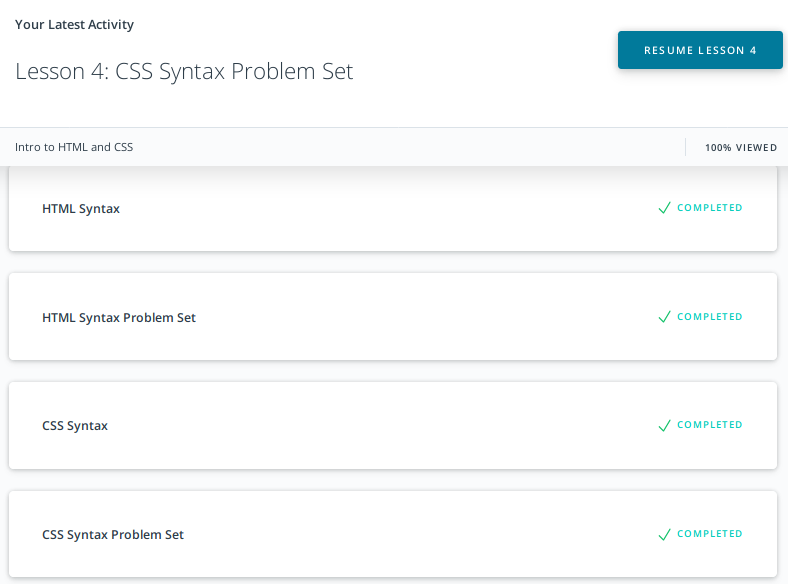 Your Latest Activity
RESUME LESSON 4
Lesson 4: CSS Syntax Problem Set
Intro to HTML and CSS
100% VIEWED
HTML Syntax
COMPLETED
HTML Syntax Problem Set
COMPLETED
CSS Syntax
COMPLETED
CSS Syntax Problem Set
COMPLETED